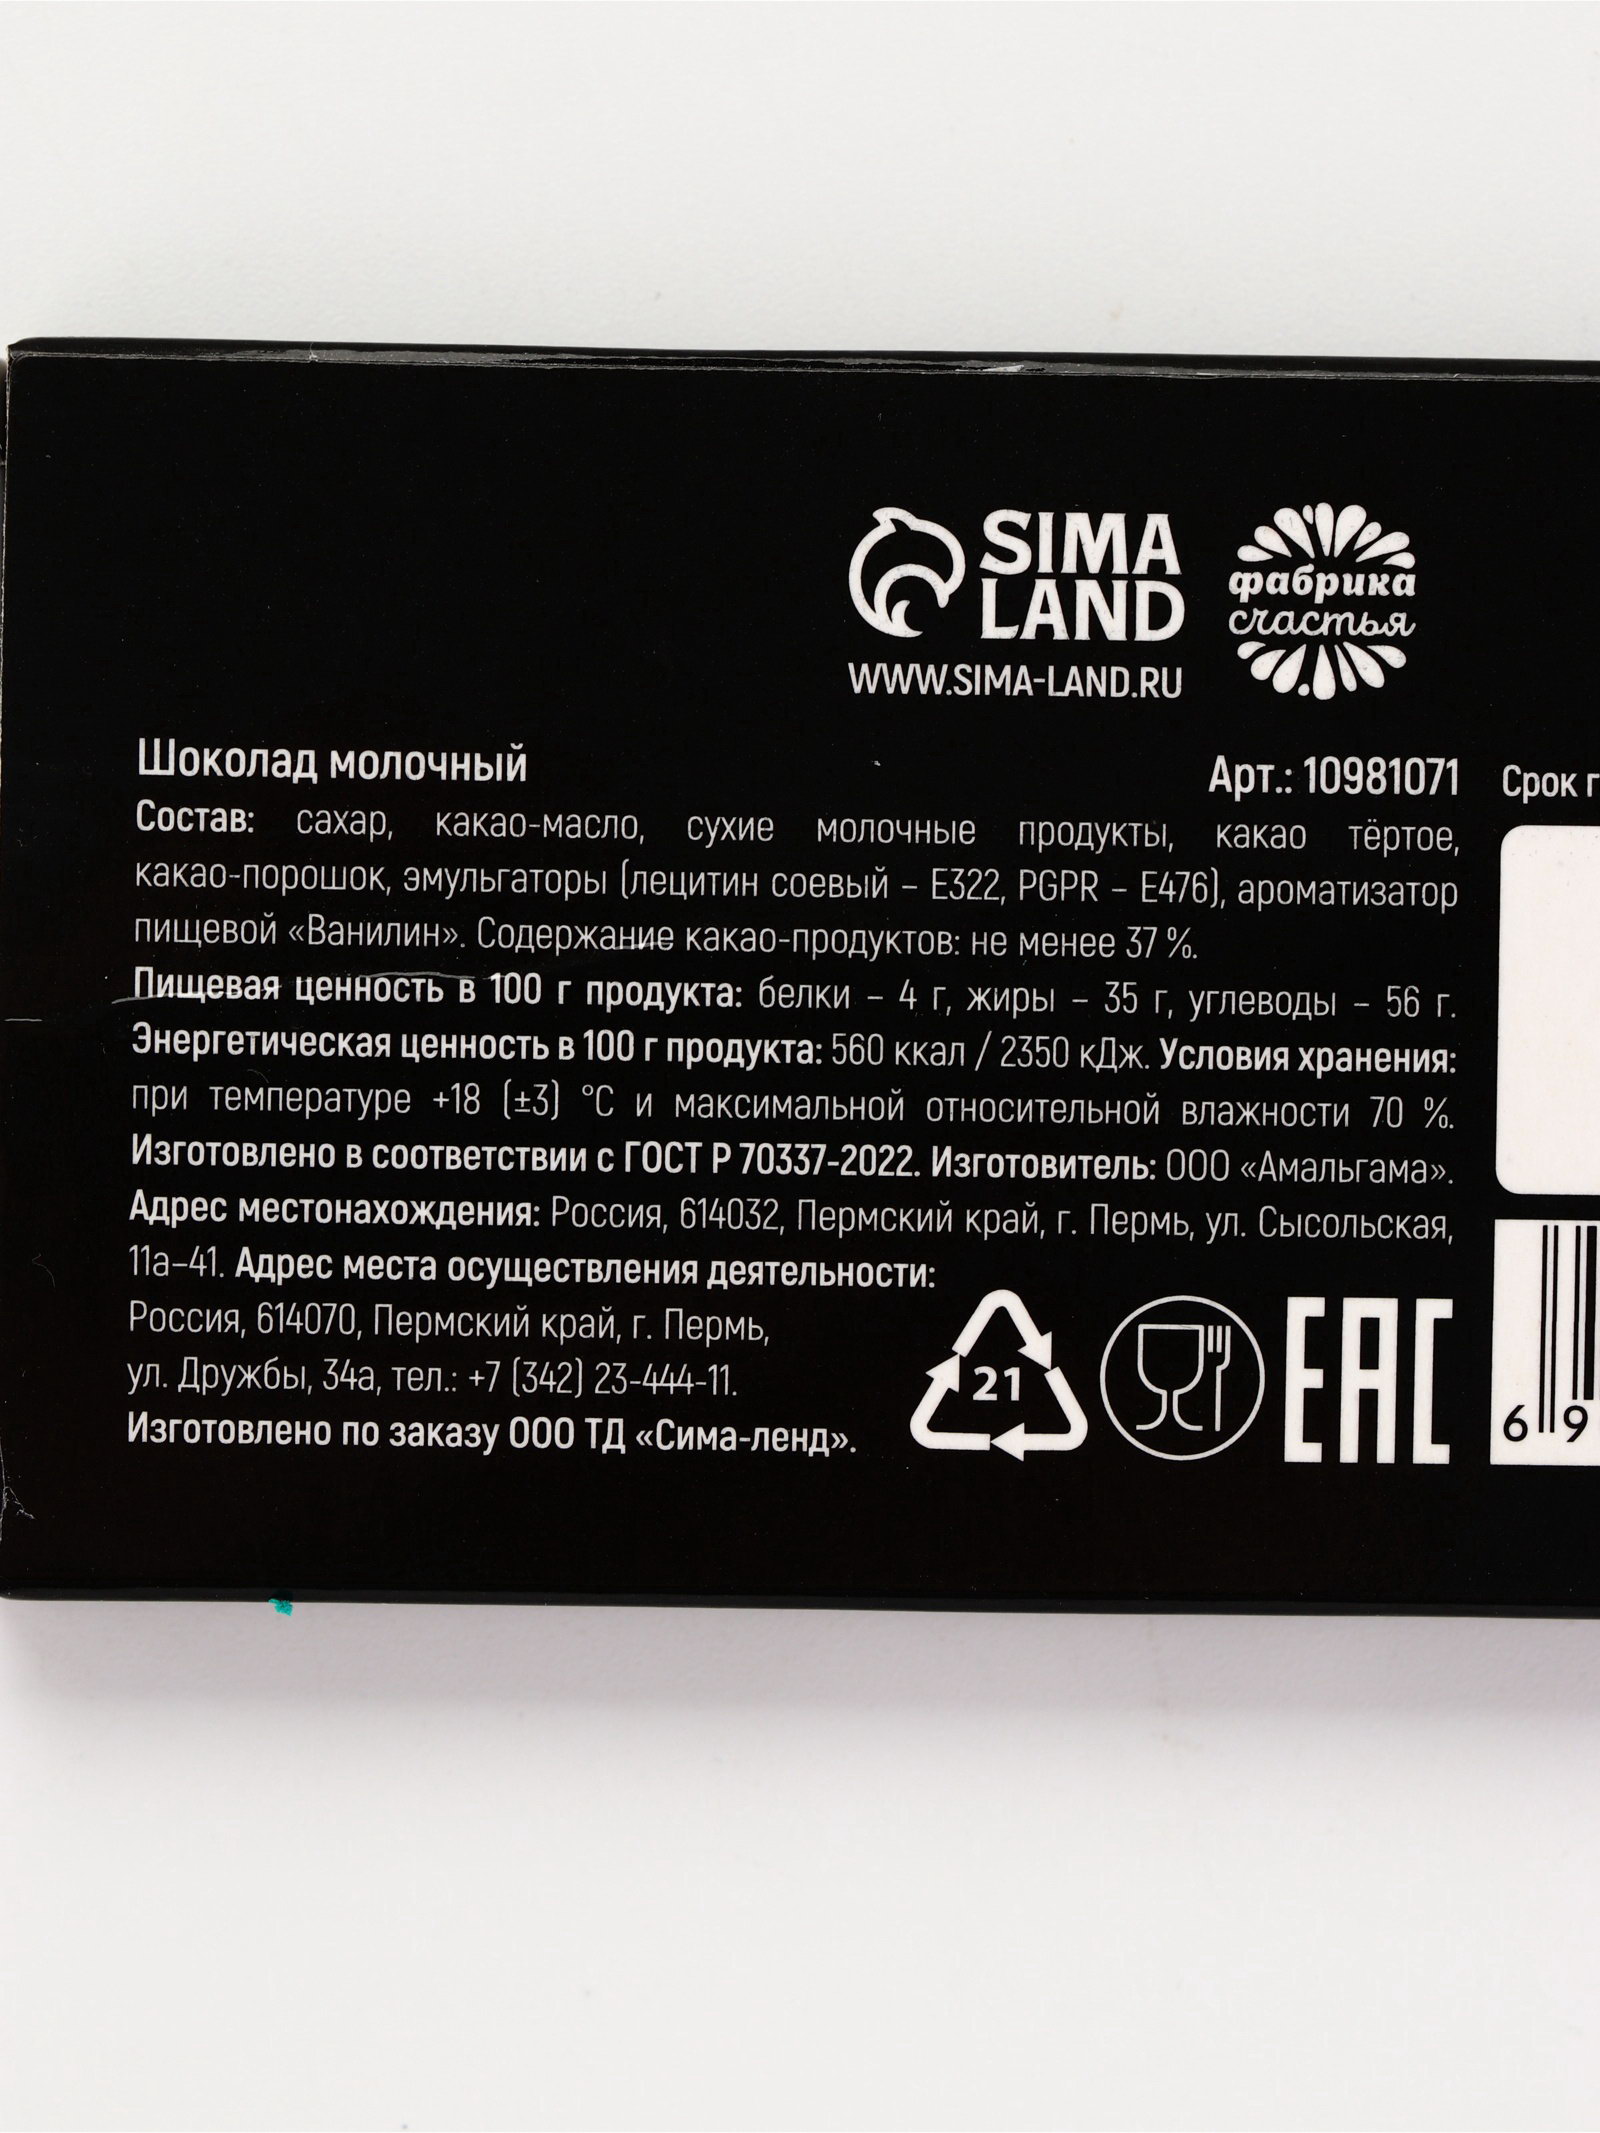 SIMA
LAND
WWW.SIMA-LAND.RU
фабрика
счастья
Шоколад молочный
Арт.: 10981071
Срок г
Состав: сахар, какао-масло, сухие молочные продукты, какао тёртое,
какао-порошок, эмульгаторы (лецитин соевый – Е322, PGPR – Е476), ароматизатор
пищевой «Ванилин». Содержание какао-продуктов: не менее 37 %.
Пищевая ценность в 100 г продукта: белки – 4 г, жиры – 35 г, углеводы – 56 г.
Энергетическая ценность в 100 г продукта: 560 ккал / 2350 кДж. Условия хранения:
при температуре +18 (±3) °С и максимальной относительной влажности 70 %.
Изготовлено в соответствии с ГОСТ Р 70337-2022. Изготовитель: ООО «Амальгама».
Адрес местонахождения: Россия, 614032, Пермский край, г. Пермь, ул. Сысольская,
11а–41. Адрес места осуществления деятельности:
Россия, 614070, Пермский край, г. Пермь,
ул. Дружбы, 34а, тел.: +7 (342) 23-444-11.
Изготовлено по заказу ООО ТД «Сима-ленд».
21
EAC
6 9